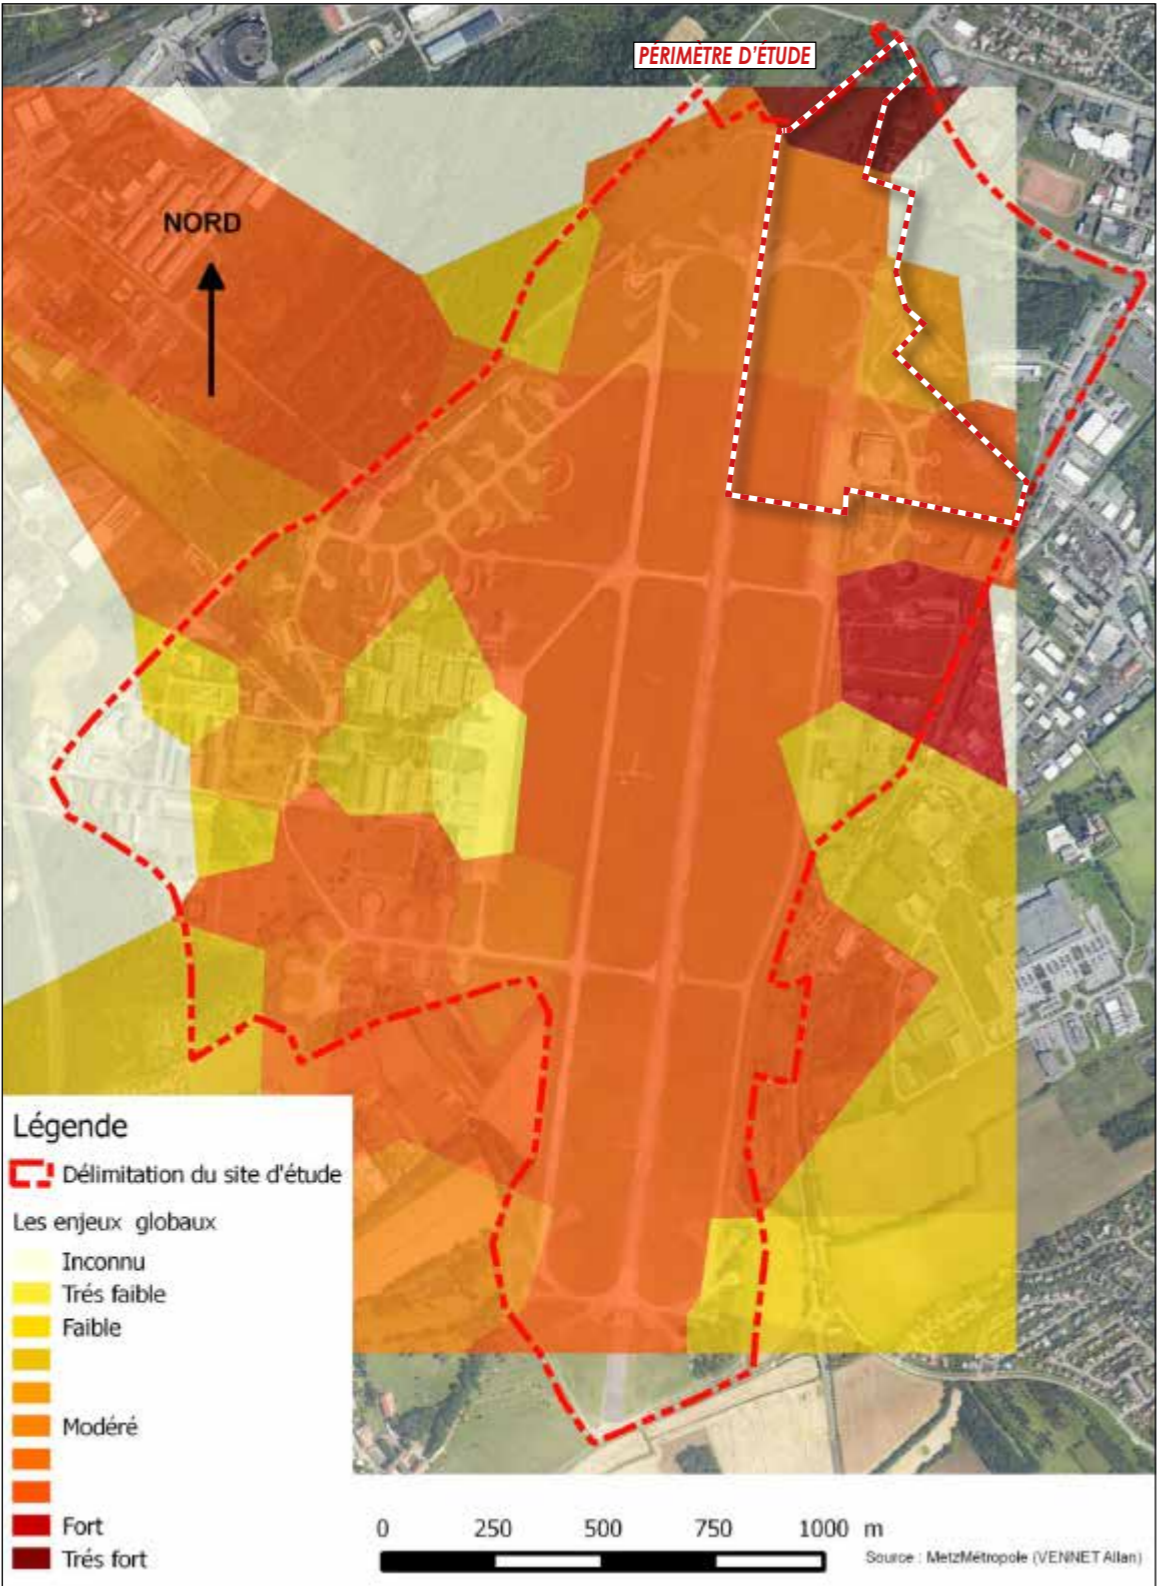 PÉRIMÈTRE D'ÉTUDE
NORD
Légende
Délimitation du site d'étude
Les enjeux globaux
Inconnu
Trés faible
Faible
Modéré
Fort
Trés fort
0 250 500 750 1000 m
Source : MetzMétropole (VENNET Allan)